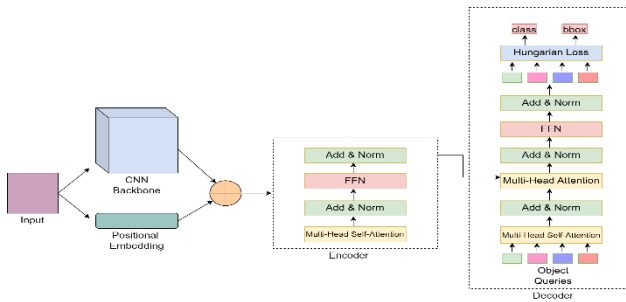 Input
CNN
Backbone
Positional
Embedding
Add & Norm
FFN
Add & Norm
Multi-Head Self-Attention
Encoder
class
bbox
Hungarian Loss
Add & Norm
FFN
Add & Norm
Multi-Head Attention
Add & Norm
Multi-Head Self-Attention
Object
Queries
Decoder